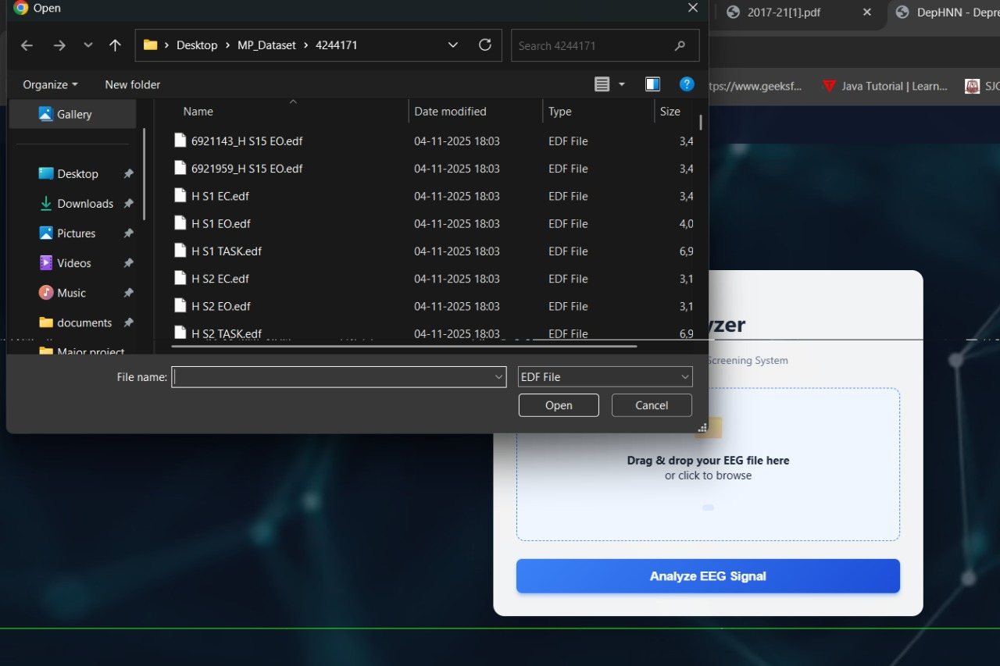 Open
2017-21[1].pdf
DepHNN - Depre
Desktop
MP_Dataset
4244171
Search 4244171
Organize
New folder
tps://www.geeksf...
Java Tutorial | Learn...
SJC
Gallery
Name
Date modified
Type
Size
6921143_H S15 EO.edf
04-11-2025 18:03
EDF File
3,4
6921959_H S15 EO.edf
04-11-2025 18:03
EDF File
3,4
Desktop
H S1 EC.edf
04-11-2025 18:03
EDF File
3,4
Downloads
H S1 EO.edf
04-11-2025 18:03
EDF File
4,0
Pictures
H S1 TASK.edf
04-11-2025 18:03
EDF File
6,9
Videos
H S2 EC.edf
04-11-2025 18:03
EDF File
3,1
Music
H S2 EO.edf
04-11-2025 18:03
EDF File
3,1
documents
H S2 TASK.edf
04-11-2025 18:03
EDF File
6,9
Major project
yzer
Screening System
File name:
EDF File
Open
Cancel
Drag & drop your EEG file here
or click to browse
Analyze EEG Signal